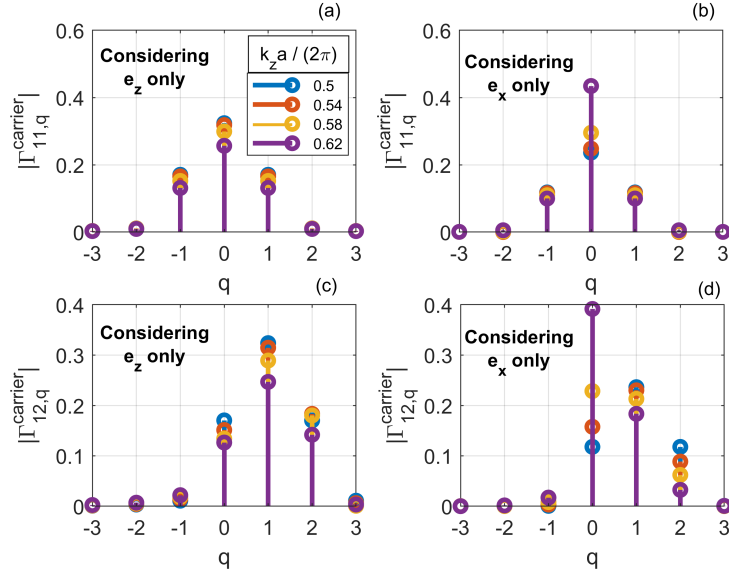 (a)
0.6
0.4
0.2
0
|Γ^carrier_11,q|
Considering
e_z only
k_z a / (2π)
0.5
0.54
0.58
0.62
-3 -2 -1 0 1 2 3
q
(b)
0.6
0.4
0.2
0
|Γ^carrier_11,q|
Considering
e_x only
-3 -2 -1 0 1 2 3
q
(c)
0.4
0.3
0.2
0.1
0
|Γ^carrier_12,q|
Considering
e_z only
-3 -2 -1 0 1 2 3
q
(d)
0.4
0.3
0.2
0.1
0
|Γ^carrier_12,q|
Considering
e_x only
-3 -2 -1 0 1 2 3
q